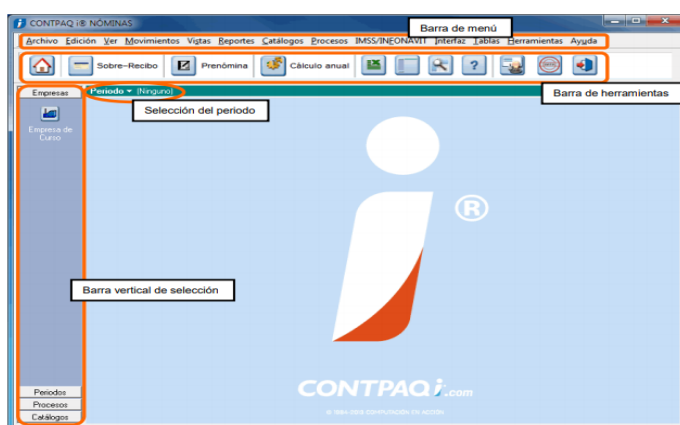 CONTPAQ i® NÓMINAS
Barra de menú
Archivo Edición Ver Movimientos Vistas Reportes Catálogos Procesos IMSS/INFONAVIT Interfaz Tablas Herramientas Ayuda
Sobre-Recibo Prenómina Cálculo anual
Barra de herramientas
Empresas
Periodo (Ninguno)
Selección del periodo
Empresa de
Curso
®
Barra vertical de selección
CONTPAQ i.com
Periodos
Procesos
Catálogos